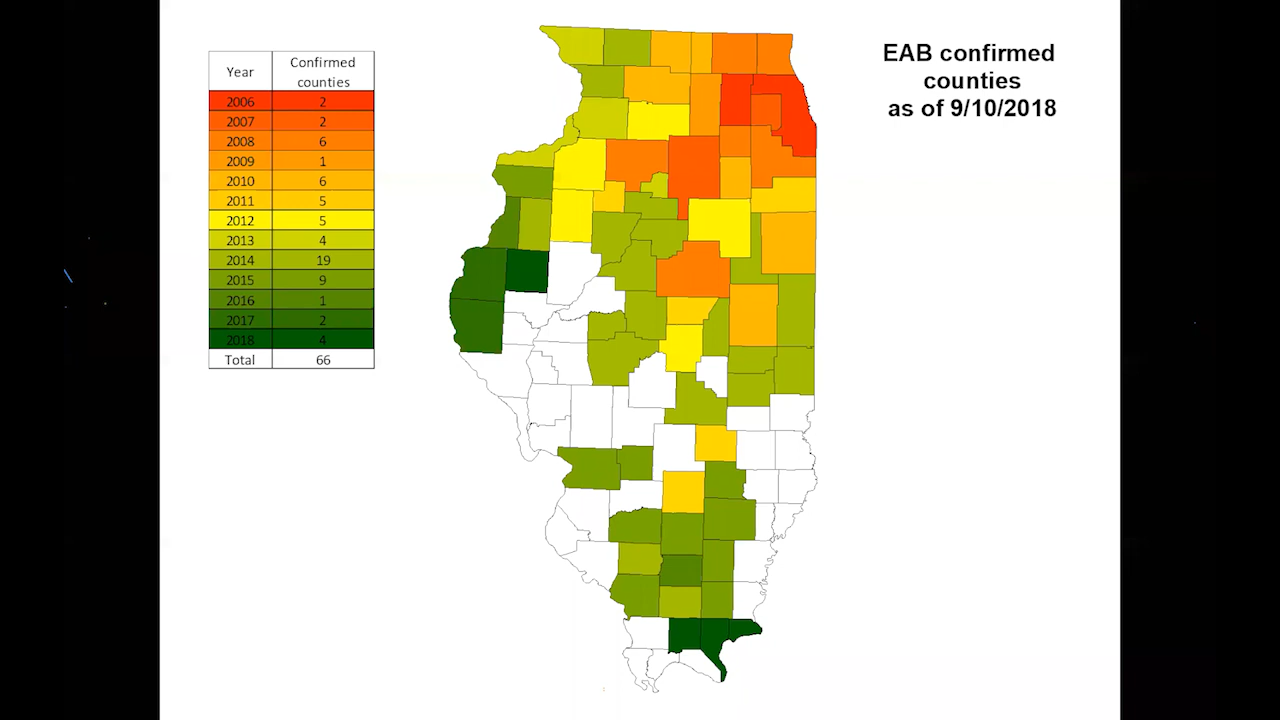 EAB confirmed
counties
as of 9/10/2018
Year Confirmed
counties
2006 2
2007 2
2008 6
2009 1
2010 6
2011 5
2012 5
2013 4
2014 19
2015 9
2016 1
2017 2
2018 4
Total 66